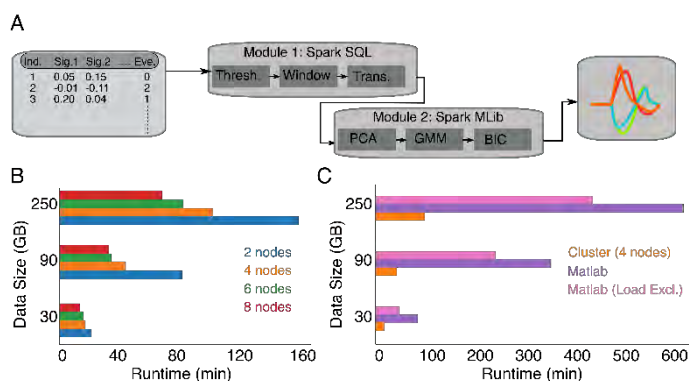 A
Ind. Sig.1 Sig.2 .... Eve.
1 0.05 0.15 0
2 -0.01 -0.11 2
3 0.20 0.04 1
Module 1: Spark SQL
Thresh. Window Trans.
Module 2: Spark MLib
PCA GMM BIC
B
Data Size (GB)
250
90
30
2 nodes
4 nodes
6 nodes
8 nodes
0 40 80 120 160
Runtime (min)
C
Data Size (GB)
250
90
30
Cluster (4 nodes)
Matlab
Matlab (Load Excl.)
0 100 200 300 400 500 600
Runtime (min)